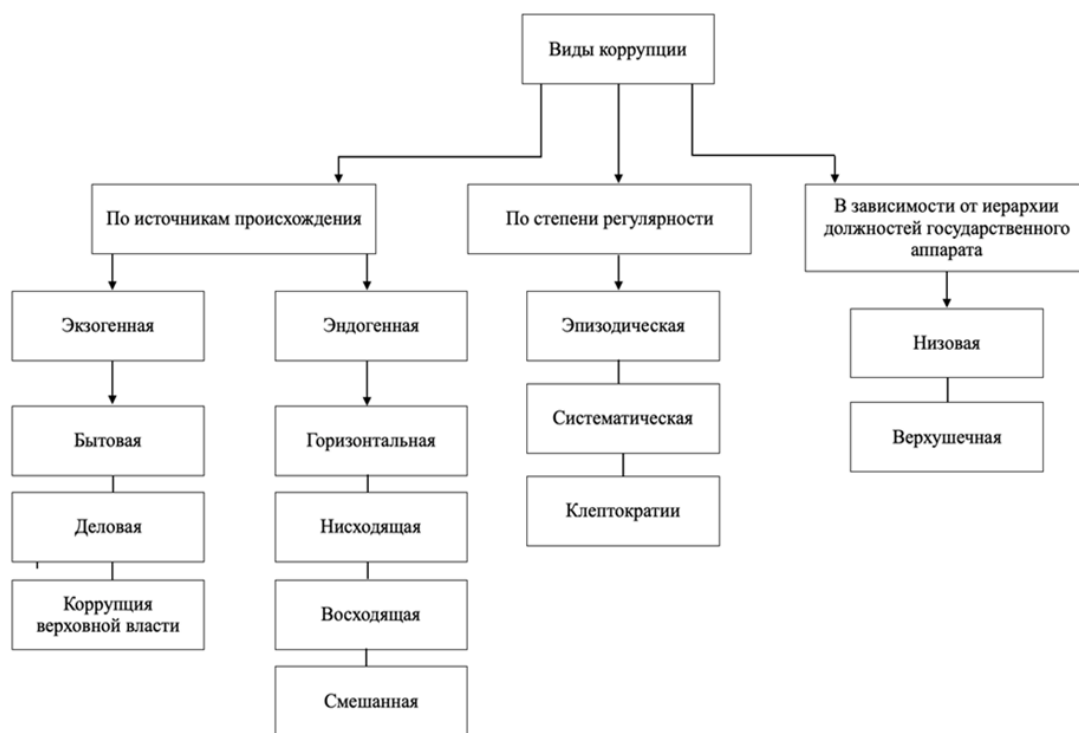 Виды коррупции
По источникам происхождения
По степени регулярности
В зависимости от иерархии
должностей государственного
аппарата
Экзогенная
Эндогенная
Эпизодическая
Низовая
Бытовая
Горизонтальная
Систематическая
Верхушечная
Деловая
Нисходящая
Клептократии
Коррупция
верховной власти
Восходящая
Смешанная